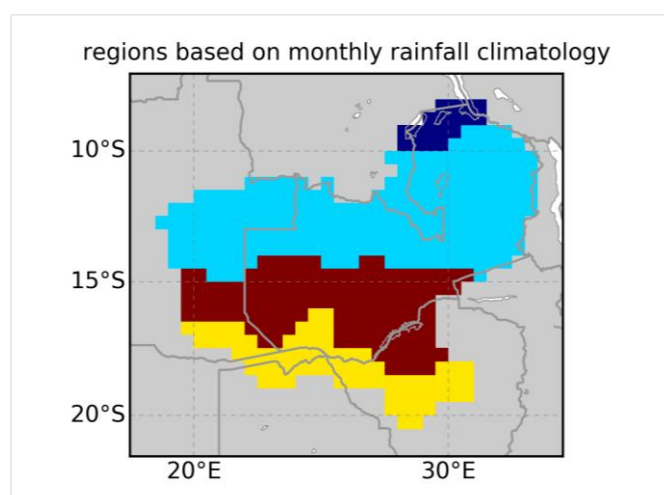 regions based on monthly rainfall climatology
10°S
15°S
20°S
20°E 30°E